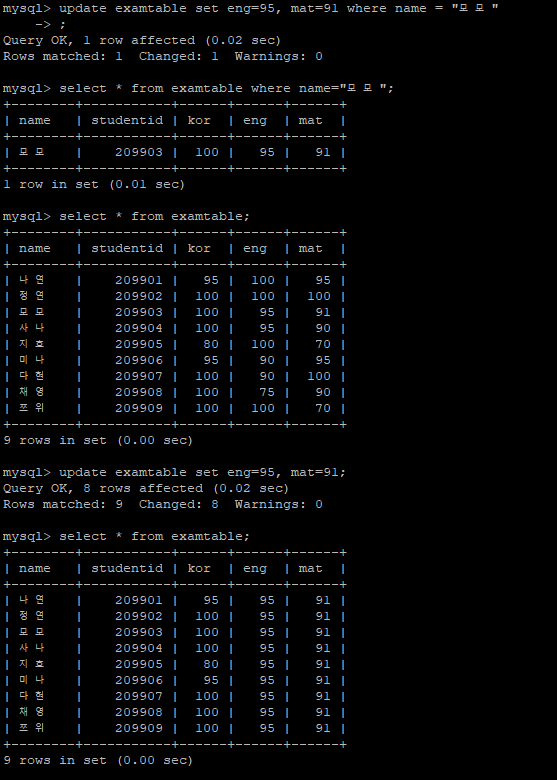 mysql> update examtable set eng=95, mat=91 where name = "모모"
    -> ;
Query OK, 1 row affected (0.02 sec)
Rows matched: 1  Changed: 1  Warnings: 0
mysql> select * from examtable where name="모모";
+--------+-----------+------+------+------+
| name   | studentid | kor  | eng  | mat  |
+--------+-----------+------+------+------+
| 모모   |    209903 |  100 |   95 |   91 |
+--------+-----------+------+------+------+
1 row in set (0.01 sec)
mysql> select * from examtable;
+--------+-----------+------+------+------+
| name   | studentid | kor  | eng  | mat  |
+--------+-----------+------+------+------+
| 나연   |    209901 |   95 |  100 |   95 |
| 정연   |    209902 |  100 |  100 |  100 |
| 모모   |    209903 |  100 |   95 |   91 |
| 사나   |    209904 |  100 |   95 |   90 |
| 지효   |    209905 |   80 |  100 |   70 |
| 미나   |    209906 |   95 |   90 |   95 |
| 다현   |    209907 |  100 |   90 |  100 |
| 채영   |    209908 |  100 |   75 |   90 |
| 쯔위   |    209909 |  100 |  100 |   70 |
+--------+-----------+------+------+------+
9 rows in set (0.00 sec)
mysql> update examtable set eng=95, mat=91;
Query OK, 8 rows affected (0.02 sec)
Rows matched: 9  Changed: 8  Warnings: 0
mysql> select * from examtable;
+--------+-----------+------+------+------+
| name   | studentid | kor  | eng  | mat  |
+--------+-----------+------+------+------+
| 나연   |    209901 |   95 |   95 |   91 |
| 정연   |    209902 |  100 |   95 |   91 |
| 모모   |    209903 |  100 |   95 |   91 |
| 사나   |    209904 |  100 |   95 |   91 |
| 지효   |    209905 |   80 |   95 |   91 |
| 미나   |    209906 |   95 |   95 |   91 |
| 다현   |    209907 |  100 |   95 |   91 |
| 채영   |    209908 |  100 |   95 |   91 |
| 쯔위   |    209909 |  100 |   95 |   91 |
+--------+-----------+------+------+------+
9 rows in set (0.00 sec)